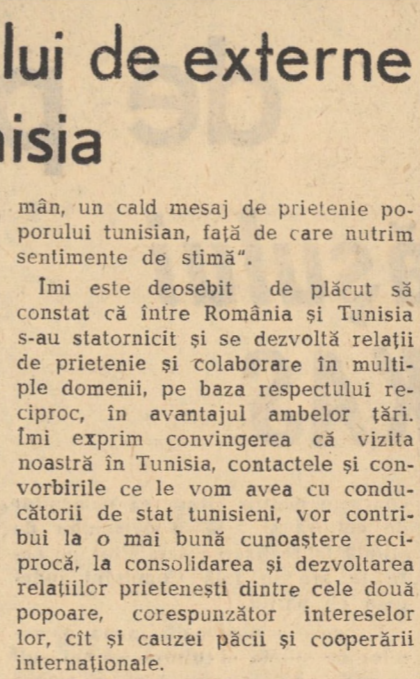 lui de externe
isia
mân, un cald mesaj de prietenie po-
porului tunisian, față de care nutrim
sentimente de stimă".
Îmi este deosebit de plăcut să
constat că între România și Tunisia
s-au statornicit și se dezvoltă relații
de prietenie și colaborare în multi-
ple domenii, pe baza respectului re-
ciproc, în avantajul ambelor țări.
Îmi exprim convingerea că vizita
noastră în Tunisia, contactele și con-
vorbirile ce le vom avea cu condu-
cătorii de stat tunisieni, vor contri-
bui la o mai bună cunoaștere reci-
procă, la consolidarea și dezvoltarea
relațiilor prietenești dintre cele două
popoare, corespunzător intereselor
lor, cît și cauzei păcii și cooperării
internaționale.